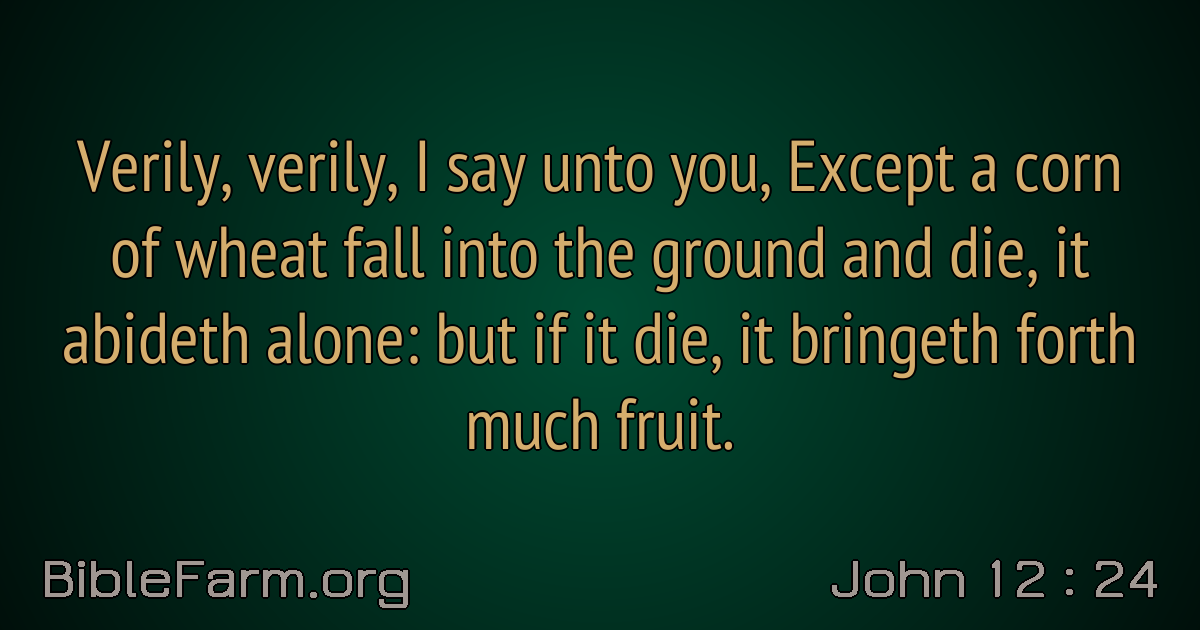 Verily, verily, I say unto you, Except a corn
of wheat fall into the ground and die, it
abideth alone: but if it die, it bringeth forth
much fruit.
BibleFarm.org
John 12 : 24